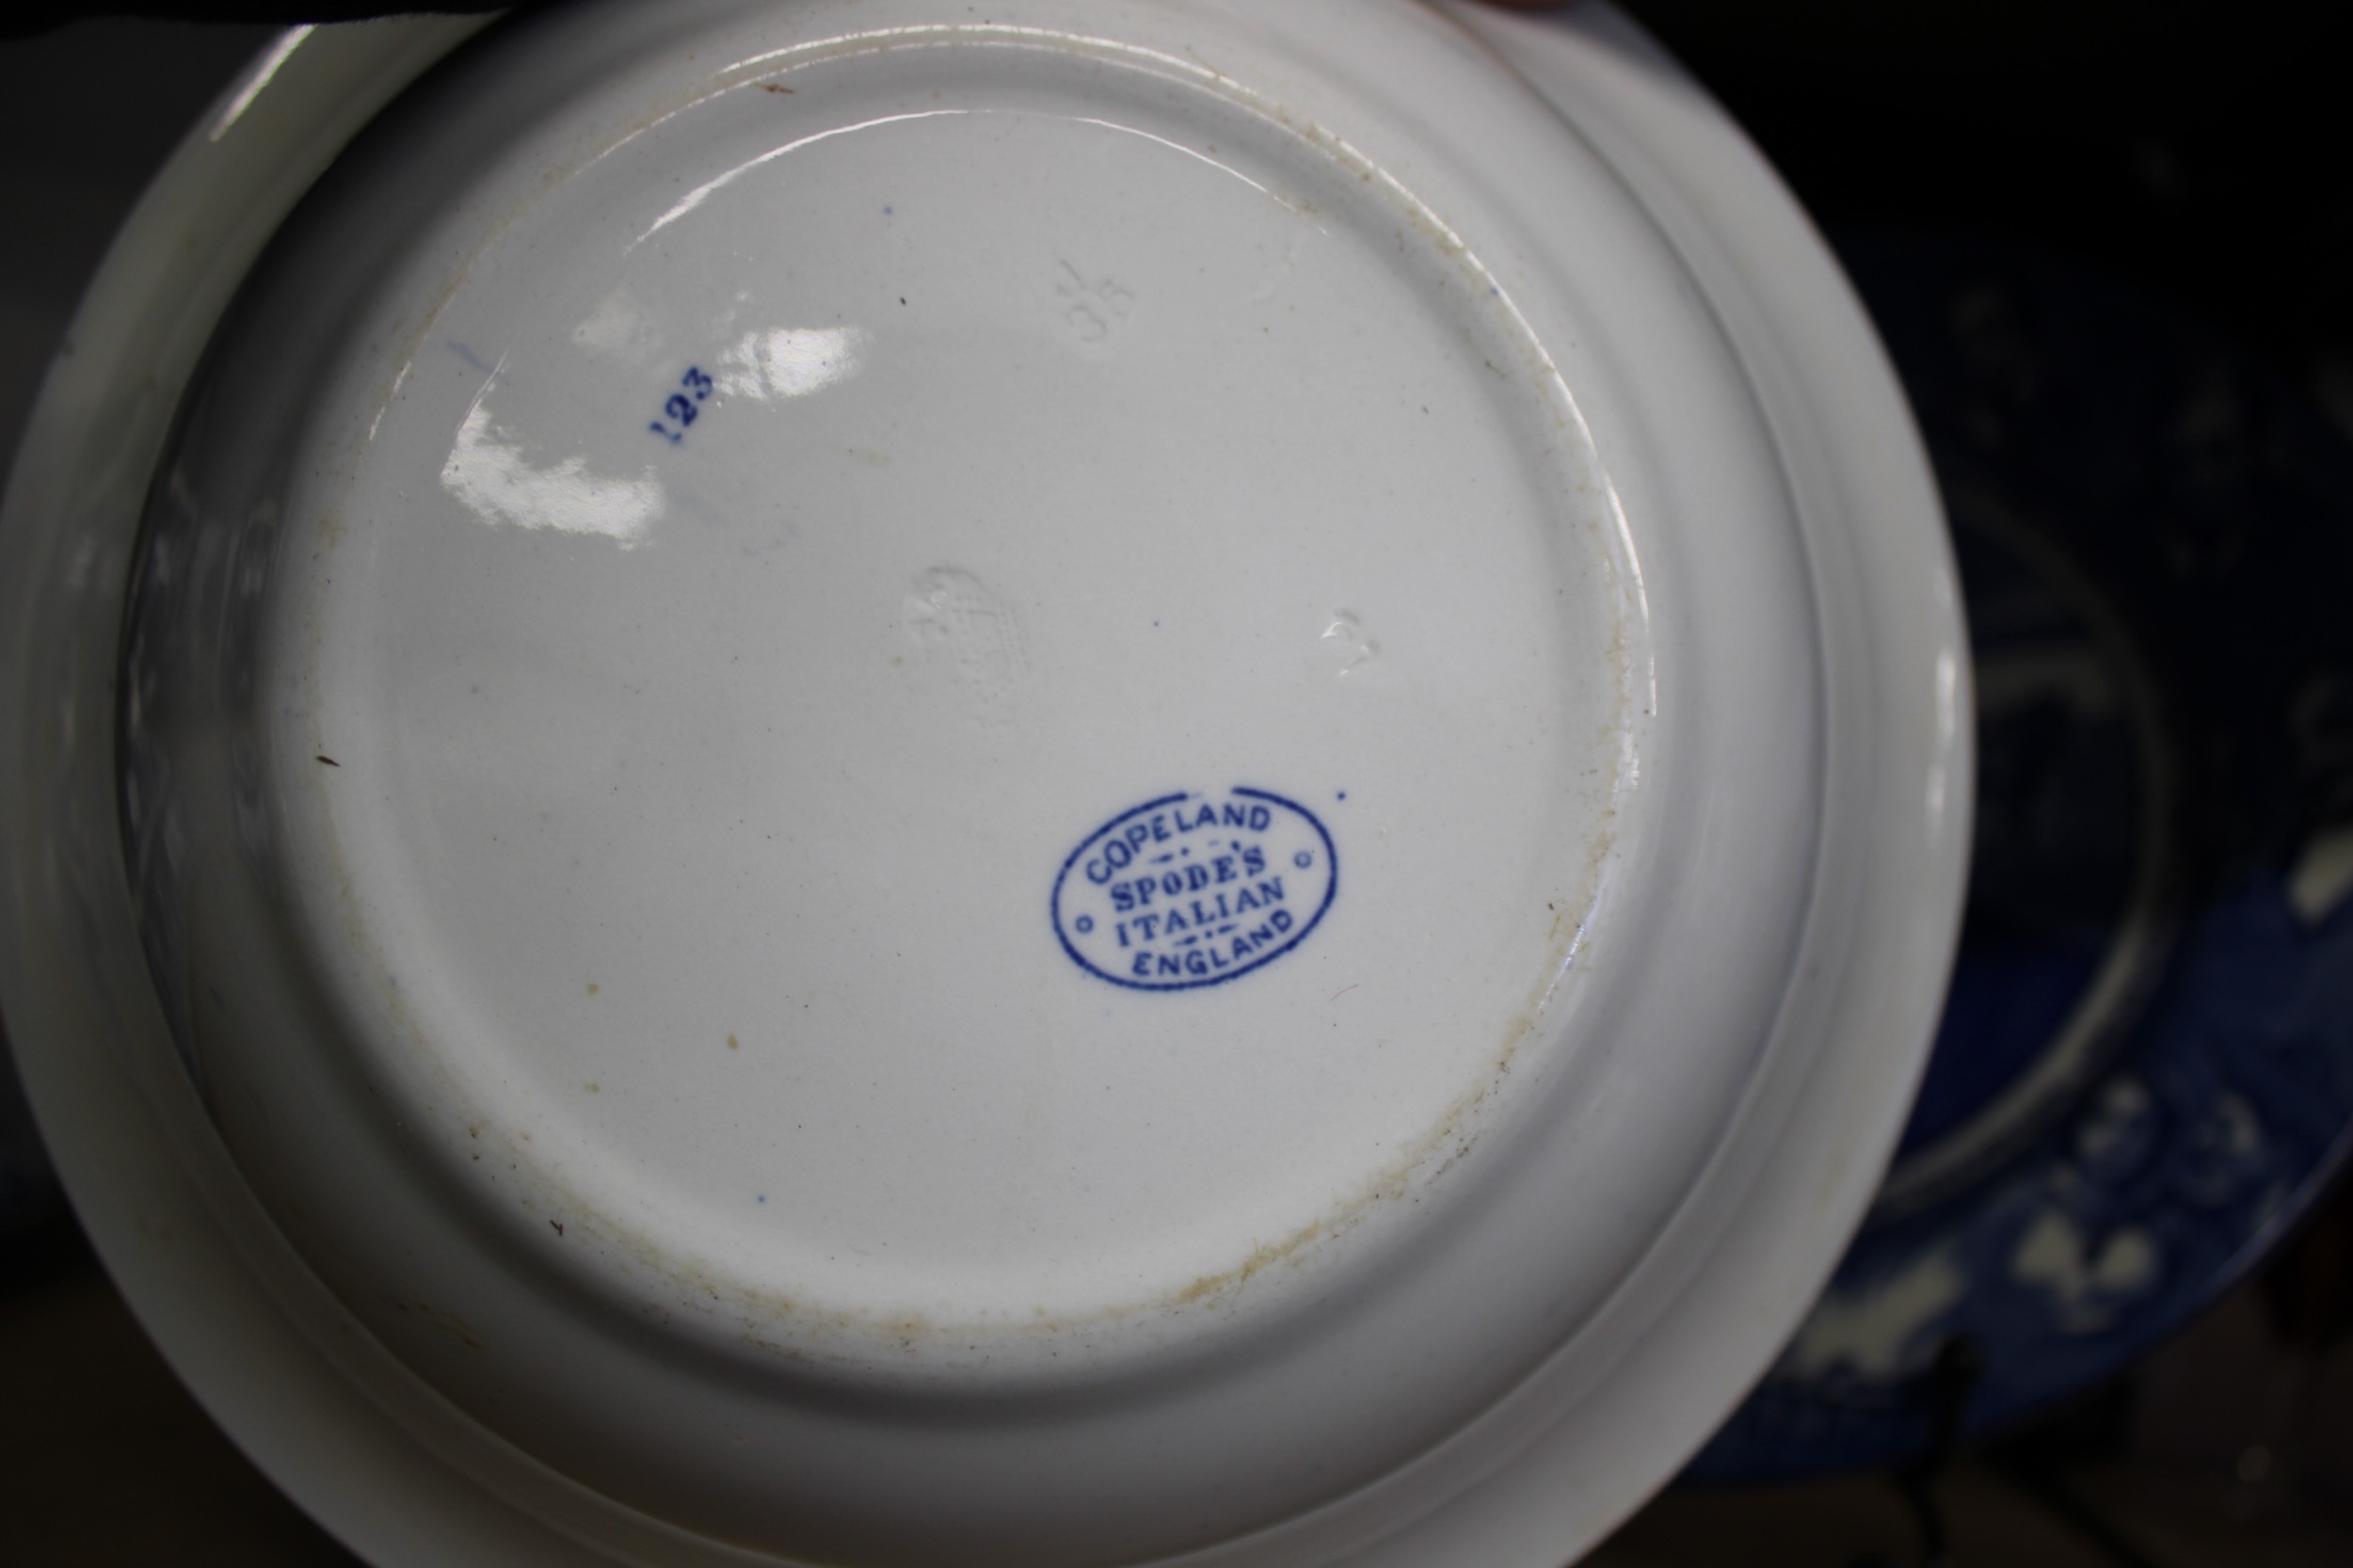 123
COPELAND
SPODE'S
ITALIAN
ENGLAND